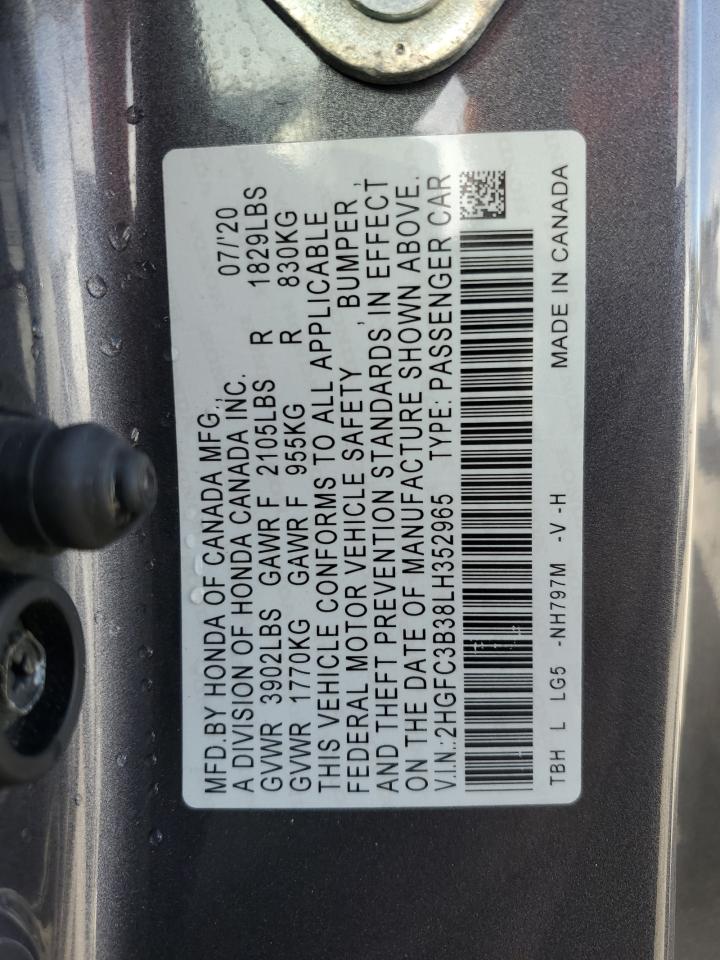 MFD.BY HONDA OF CANADA MFG., 07/'20
A DIVISION OF HONDA CANADA INC.
GVWR 3902LBS GAWR F 2105LBS R 1829LBS
GVWR 1770KG GAWR F 955KG R 830KG
THIS VEHICLE CONFORMS TO ALL APPLICABLE
FEDERAL MOTOR VEHICLE SAFETY , BUMPER ,
AND THEFT PREVENTION STANDARDS IN EFFECT
ON THE DATE OF MANUFACTURE SHOWN ABOVE.
V.I.N.:2HGFC3B38LH352965 TYPE: PASSENGER CAR
TBH L LG5 -NH797M -V -H MADE IN CANADA